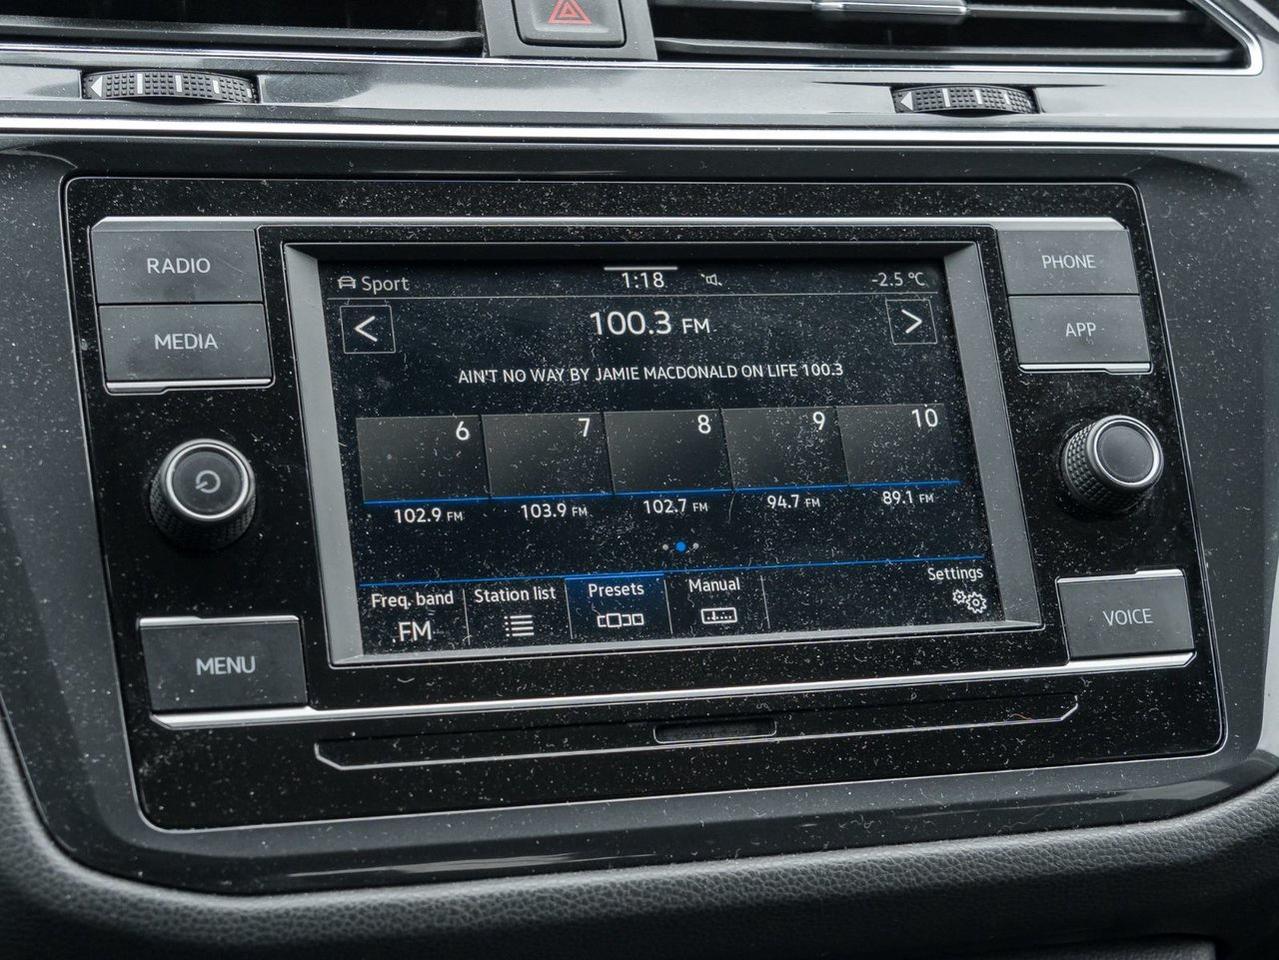 RADIO
MEDIA
MENU
PHONE
APP
VOICE
Sport 1:18 -2.5 °C
< 100.3 FM >
AIN'T NO WAY BY JAMIE MACDONALD ON LIFE 100.3
6 7 8 9 10
102.9 FM 103.9 FM 102.7 FM 94.7 FM 89.1 FM
Freq. band Station list Presets Manual Settings
FM